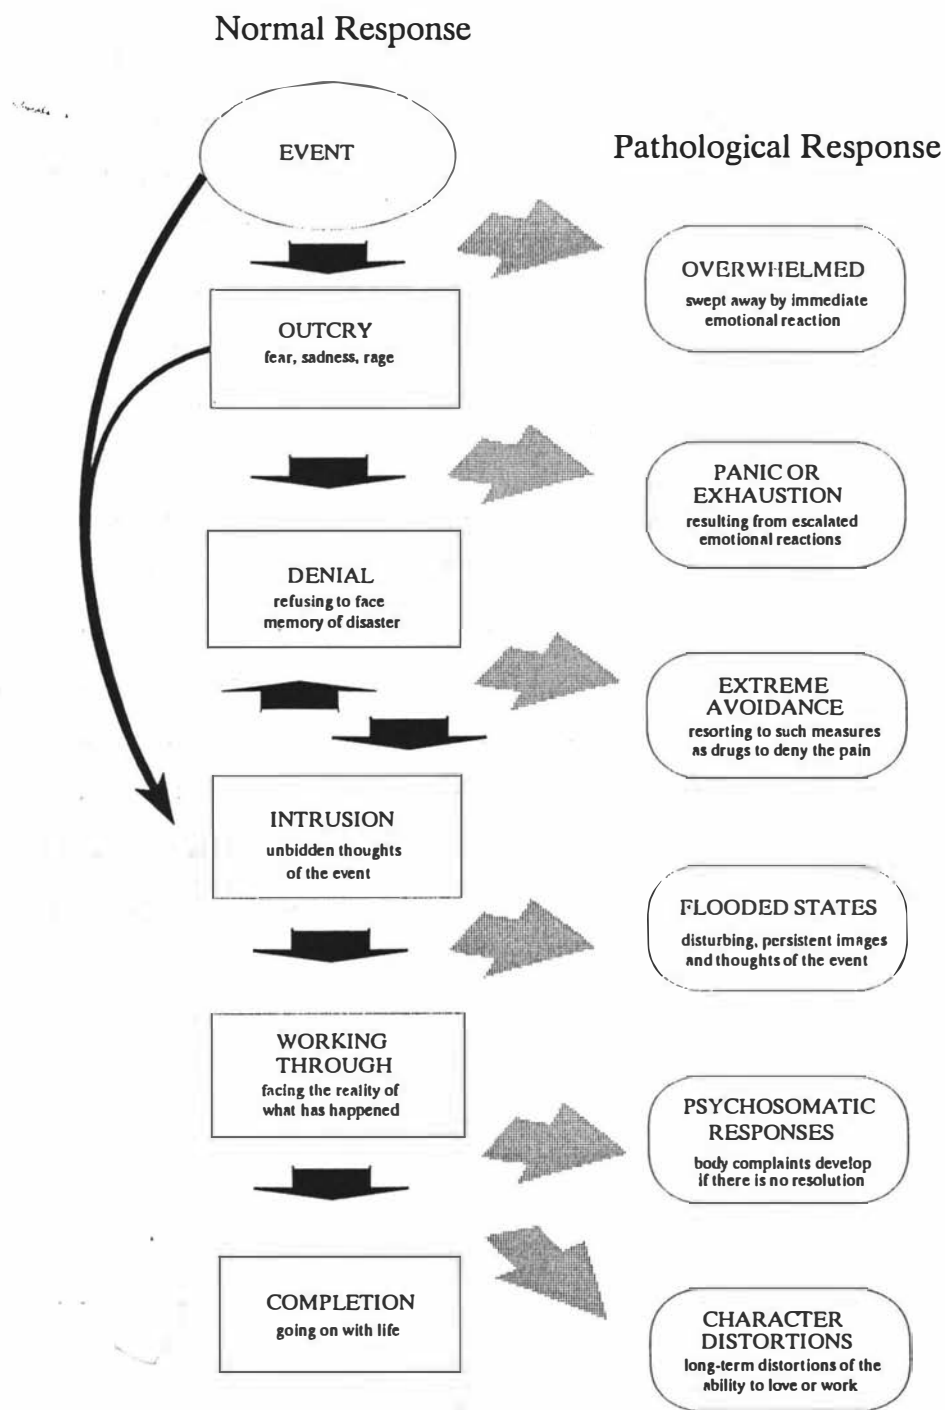 Normal Response
EVENT
OUTCRY
fear, sadness, rage
DENIAL
refusing to face
memory of disaster
INTRUSION
unbidden thoughts
of the event
WORKING
THROUGH
facing the reality of
what has happened
COMPLETION
going on with life
Pathological Response
OVERWHELMED
swept away by immediate
emotional reaction
PANIC OR
EXHAUSTION
resulting from escalated
emotional reactions
EXTREME
AVOIDANCE
resorting to such measures
as drugs to deny the pain
FLOODED STATES
disturbing, persistent images
and thoughts of the event
PSYCHOSOMATIC
RESPONSES
body complaints develop
if there is no resolution
CHARACTER
DISTORTIONS
long-term distortions of the
ability to love or work